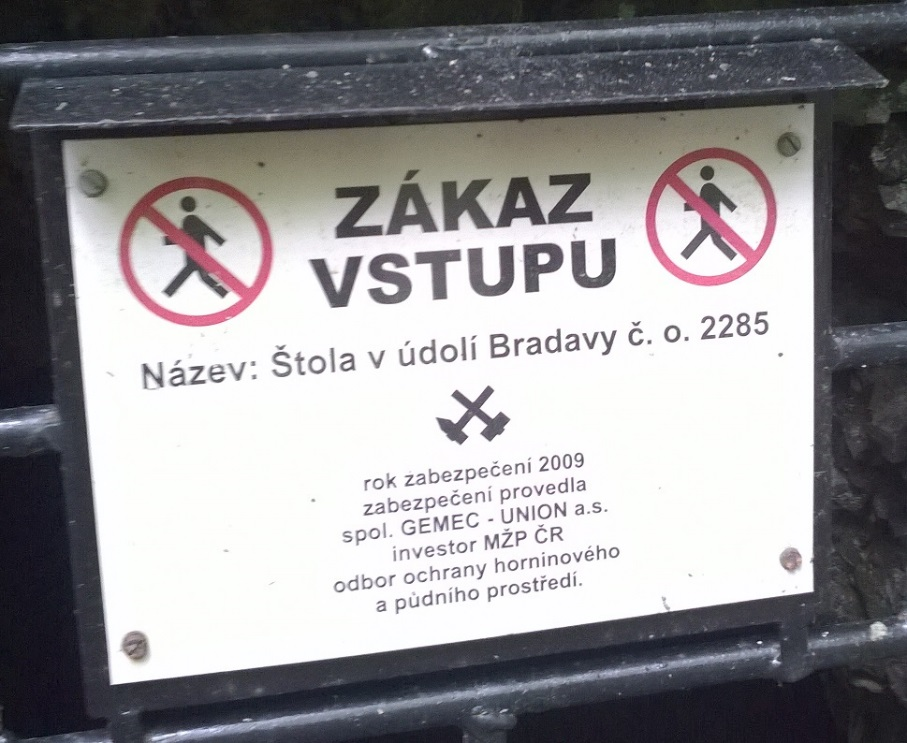 ZÁKAZ
VSTUPU
Název: Štola v údolí Bradavy č. o. 2285
rok zabezpečení 2009
zabezpečení provedla
spol. GEMEC - UNION a.s.
investor MŽP ČR
odbor ochrany horninového
a půdního prostředí.